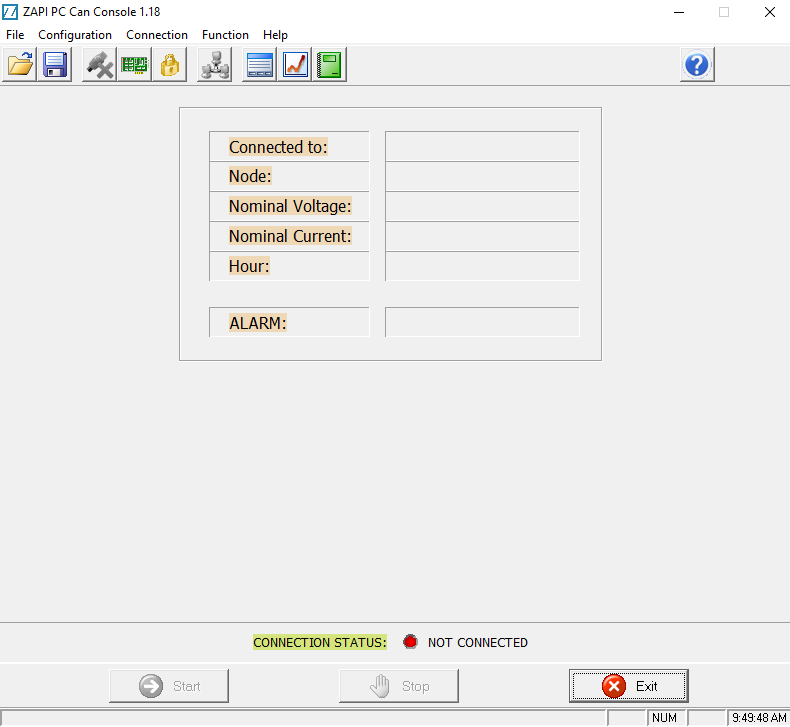 ZAPI PC Can Console 1.18
File Configuration Connection Function Help
Connected to:
Node:
Nominal Voltage:
Nominal Current:
Hour:
ALARM:
CONNECTION STATUS: NOT CONNECTED
Start Stop Exit
NUM 9:49:48 AM